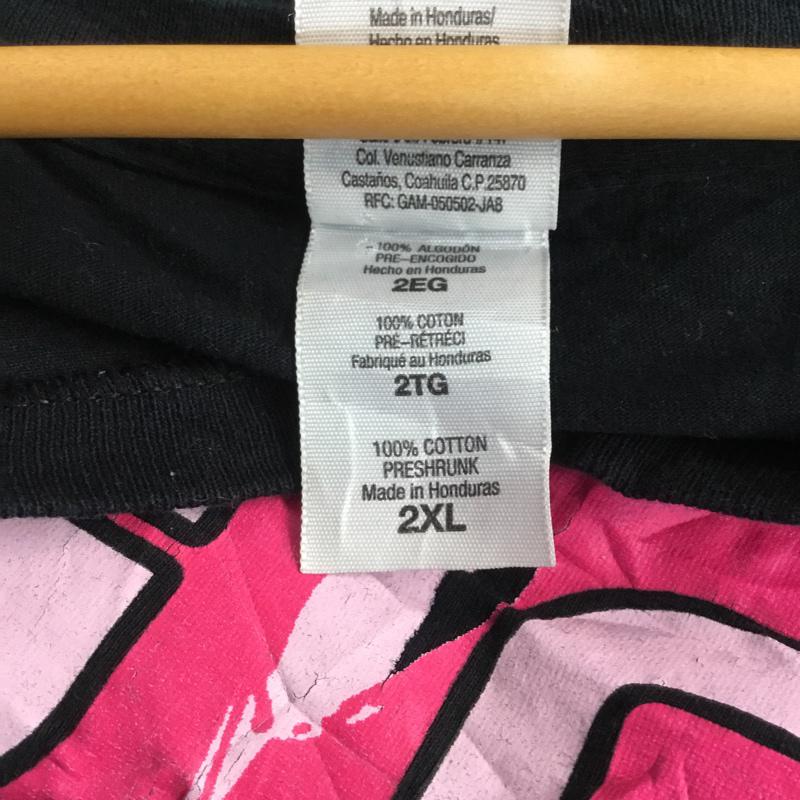 Made in Honduras/
Hecho en Honduras
Col. Venustiano Carranza
Castaños, Coahuila C.P.25870
RFC: GAM-050502-JA8
100% ALGODÓN
PRE-ENCOGIDO
Hecho en Honduras
2EG
100% COTON
PRÉ-RÉTRÉCI
Fabriqué au Honduras
2TG
100% COTTON
PRESHRUNK
Made in Honduras
2XL